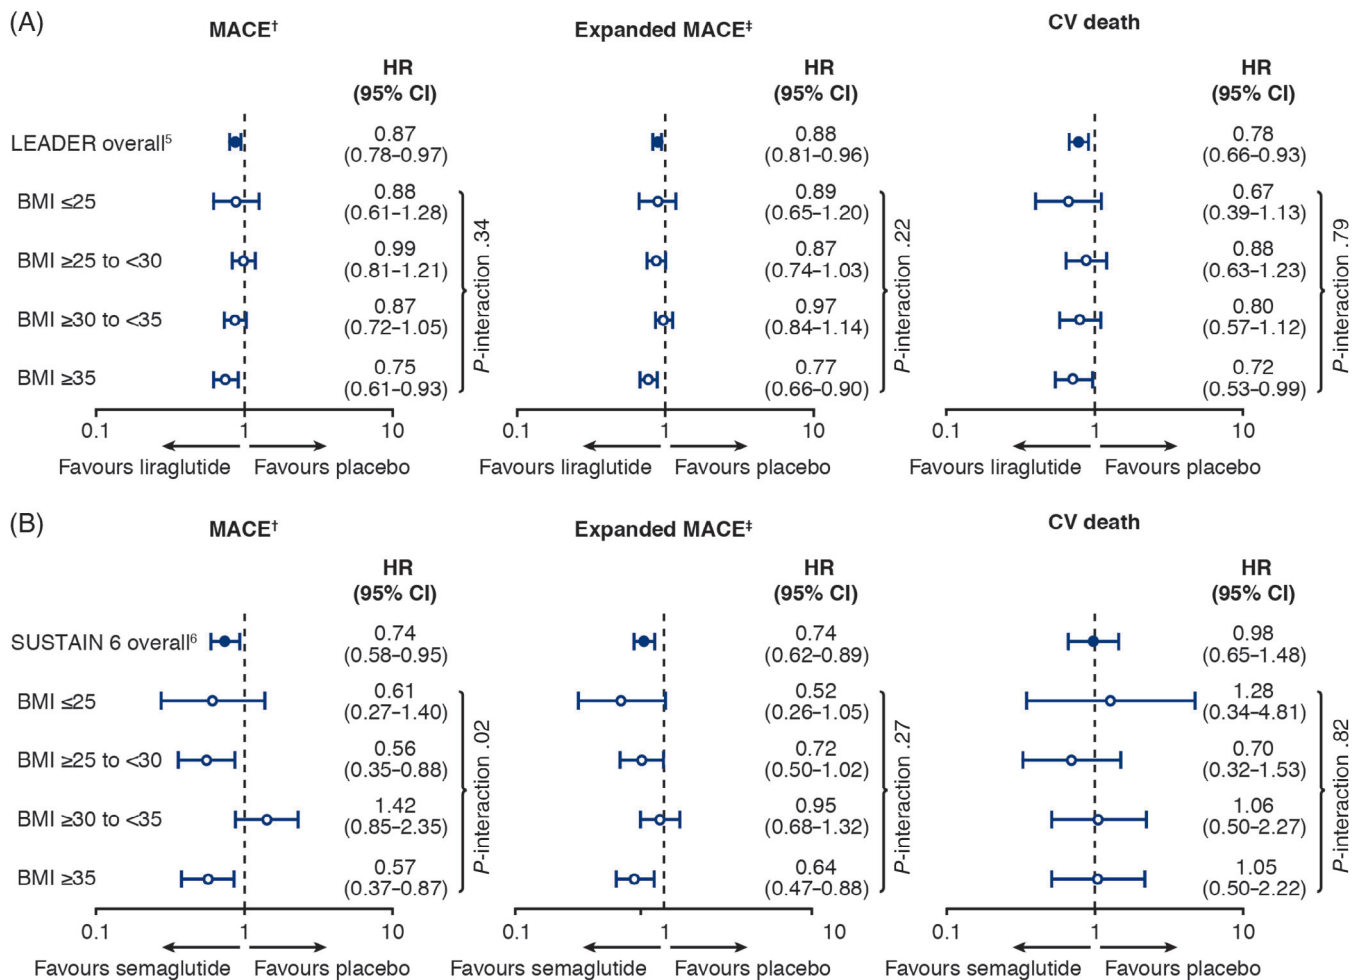 (A)
MACE† Expanded MACE‡ CV death
HR HR HR
(95% CI) (95% CI) (95% CI)
LEADER overall⁵ 0.87 0.88 0.78
(0.78–0.97) (0.81–0.96) (0.66–0.93)
BMI ≤25 0.88 0.89 0.67
(0.61–1.28) (0.65–1.20) (0.39–1.13)
BMI ≥25 to <30 0.99 0.87 0.88
(0.81–1.21) (0.74–1.03) (0.63–1.23)
BMI ≥30 to <35 0.87 0.97 0.80
(0.72–1.05) (0.84–1.14) (0.57–1.12)
BMI ≥35 0.75 0.77 0.72
(0.61–0.93) (0.66–0.90) (0.53–0.99)
P-interaction .34 P-interaction .22 P-interaction .79
0.1 1 10 0.1 1 10 0.1 1 10
Favours liraglutide Favours placebo Favours liraglutide Favours placebo Favours liraglutide Favours placebo
(B)
MACE† Expanded MACE‡ CV death
HR HR HR
(95% CI) (95% CI) (95% CI)
SUSTAIN 6 overall⁶ 0.74 0.74 0.98
(0.58–0.95) (0.62–0.89) (0.65–1.48)
BMI ≤25 0.61 0.52 1.28
(0.27–1.40) (0.26–1.05) (0.34–4.81)
BMI ≥25 to <30 0.56 0.72 0.70
(0.35–0.88) (0.50–1.02) (0.32–1.53)
BMI ≥30 to <35 1.42 0.95 1.06
(0.85–2.35) (0.68–1.32) (0.50–2.27)
BMI ≥35 0.57 0.64 1.05
(0.37–0.87) (0.47–0.88) (0.50–2.22)
P-interaction .02 P-interaction .27 P-interaction .82
0.1 1 10 0.1 1 10 0.1 1 10
Favours semaglutide Favours placebo Favours semaglutide Favours placebo Favours semaglutide Favours placebo